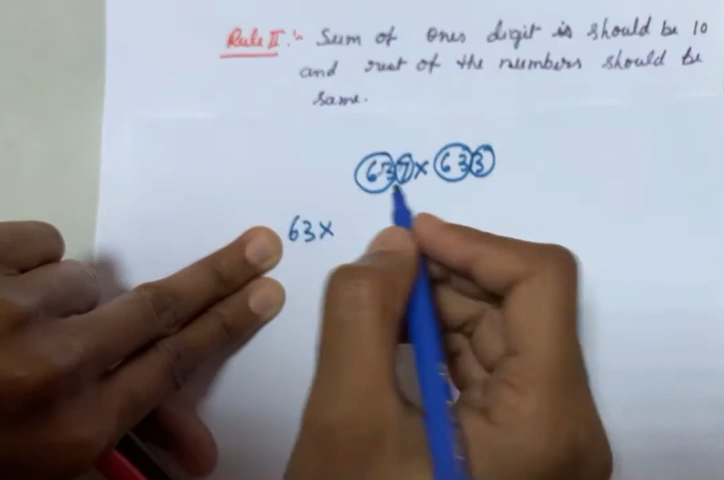 Rule II :- Sum of ones digit is should be 10
and rest of the numbers should be
same.
637 x 633
63x